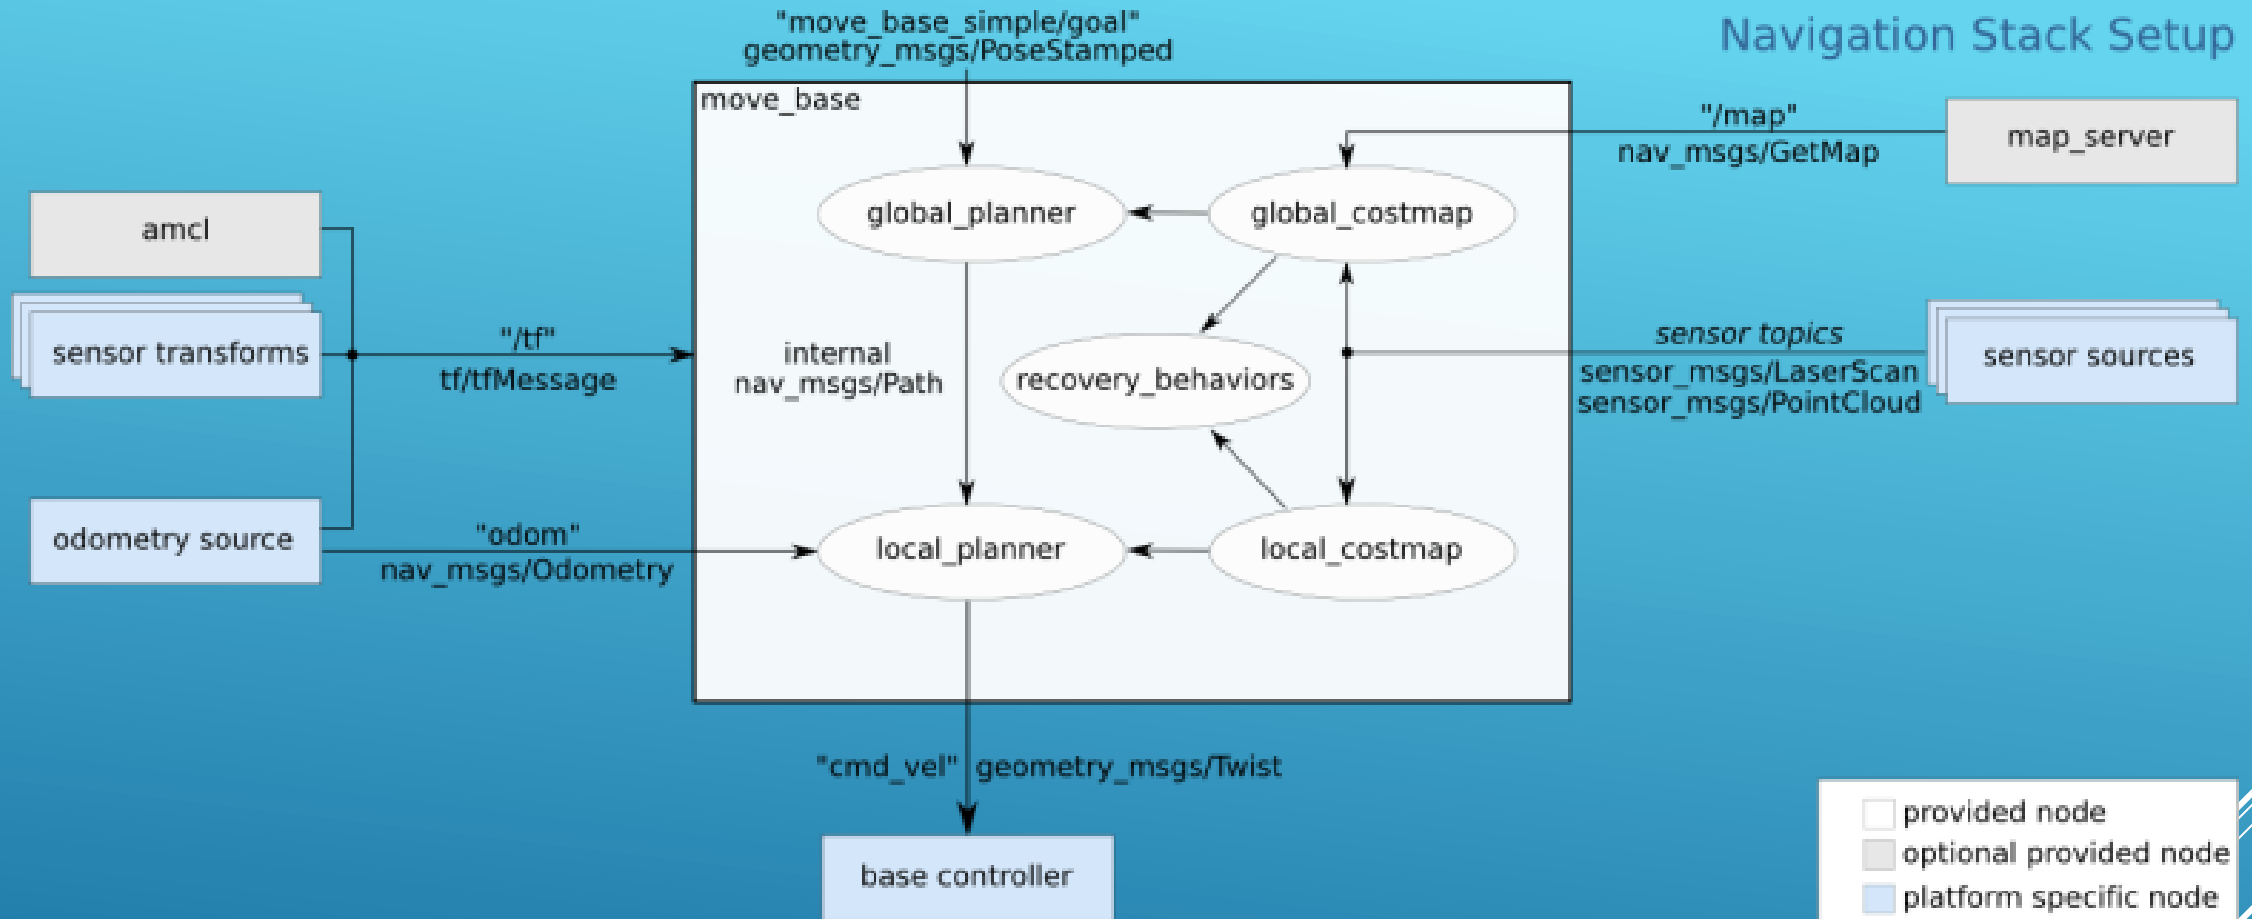 Navigation Stack Setup
"move_base_simple/goal"
geometry_msgs/PoseStamped
move_base
"/map"
nav_msgs/GetMap
map_server
amcl
global_planner
global_costmap
sensor transforms
"/tf"
tf/tfMessage
internal
nav_msgs/Path
recovery_behaviors
sensor topics
sensor_msgs/LaserScan
sensor_msgs/PointCloud
sensor sources
odometry source
"odom"
nav_msgs/Odometry
local_planner
local_costmap
"cmd_vel" geometry_msgs/Twist
base controller
provided node
optional provided node
platform specific node